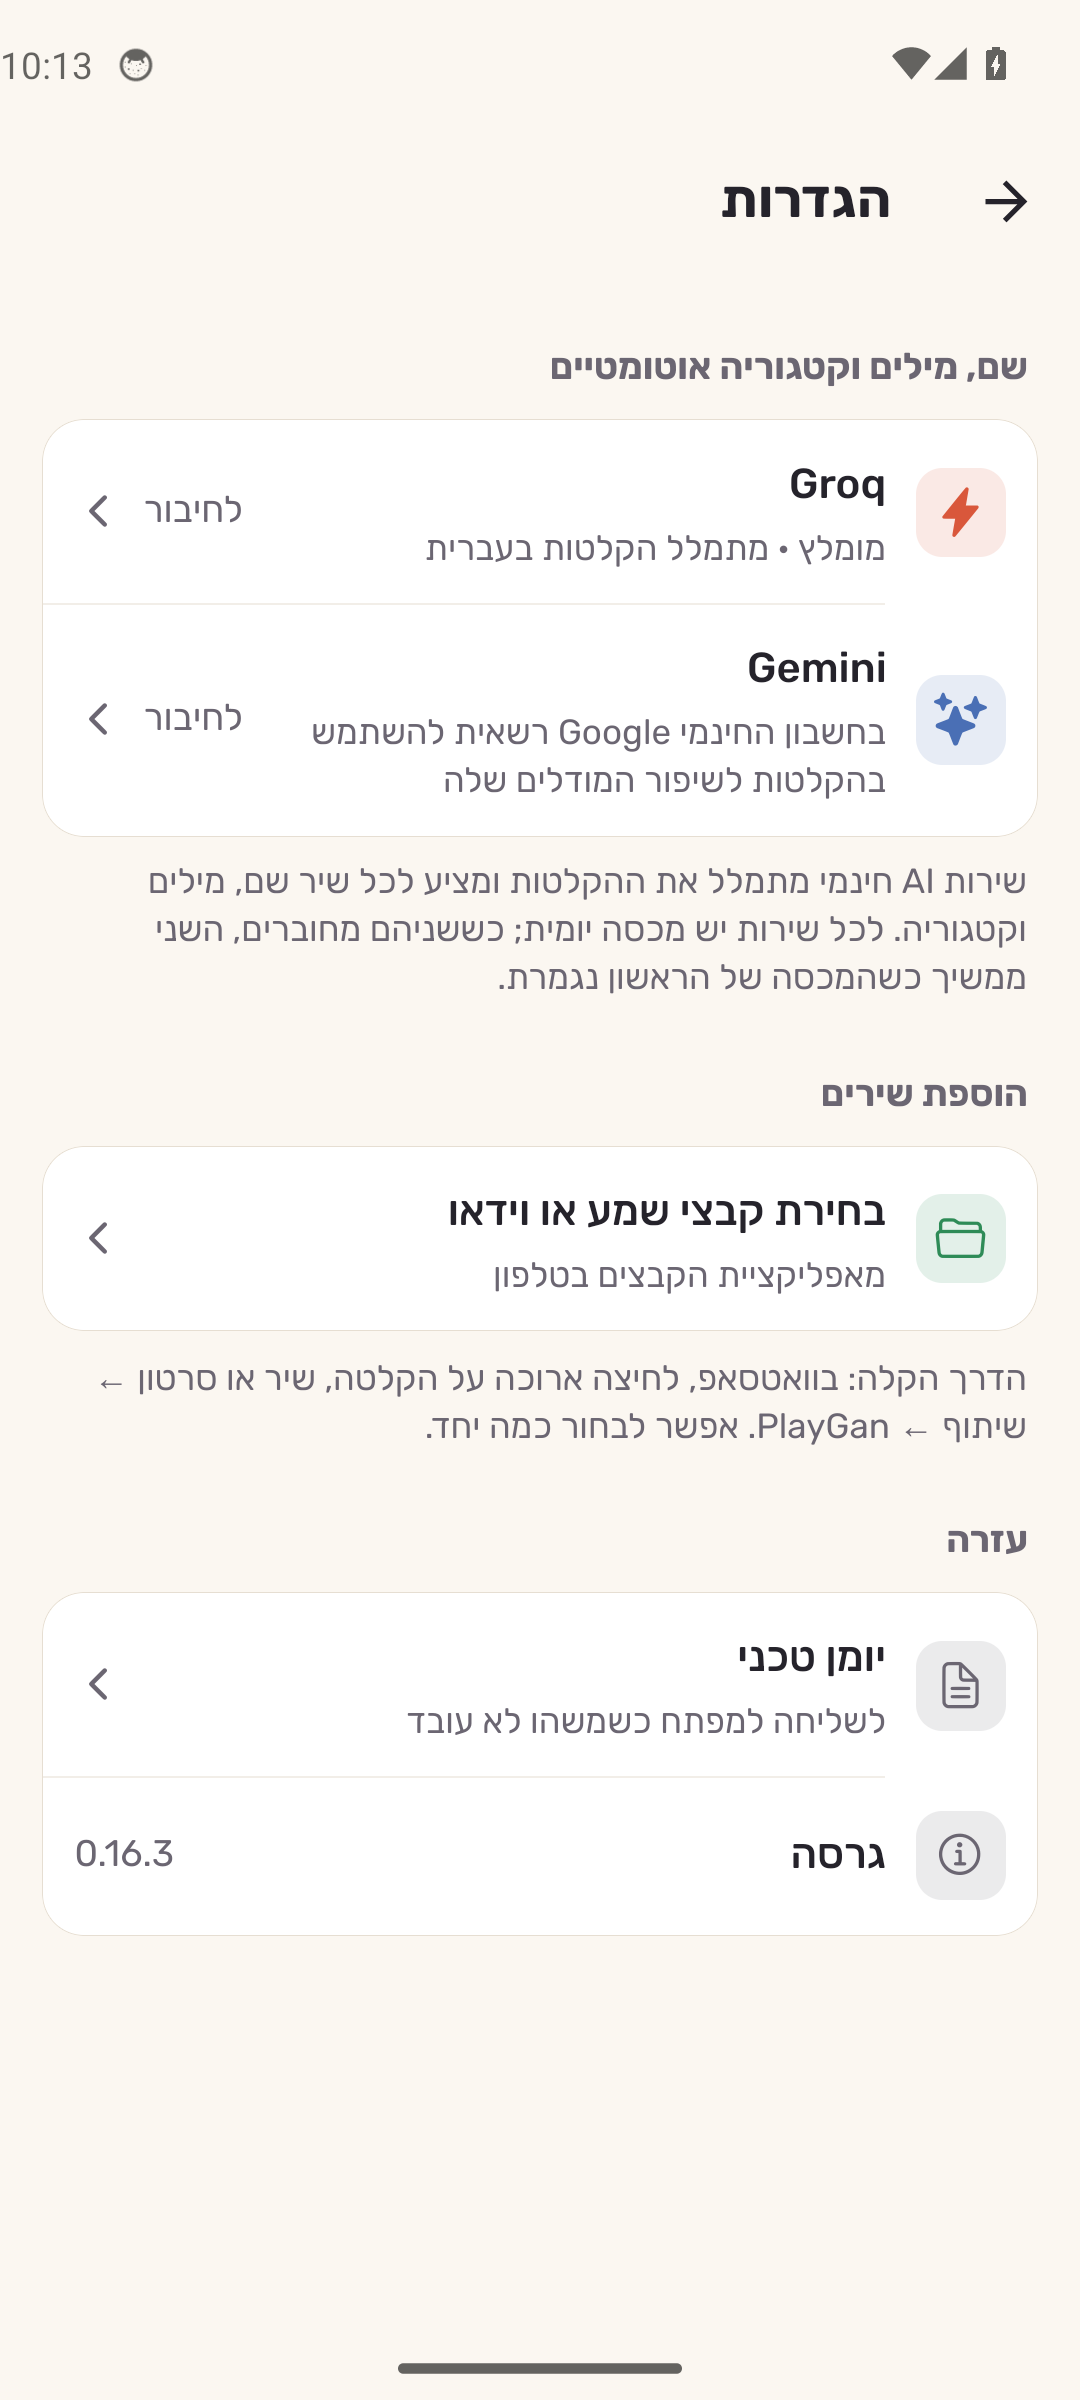 10:13
הגדרות
שם, מילים וקטגוריה אוטומטיים
Groq
מומלץ • מתמלל הקלטות בעברית
לחיבור
Gemini
בחשבון החינמי Google רשאית להשתמש
בהקלטות לשיפור המודלים שלה
לחיבור
שירות AI חינמי מתמלל את ההקלטות ומציע לכל שיר שם, מילים
וקטגוריה. לכל שירות יש מכסה יומית; כששניהם מחוברים, השני
ממשיך כשהמכסה של הראשון נגמרת.
הוספת שירים
בחירת קבצי שמע או וידאו
מאפליקציית הקבצים בטלפון
הדרך הקלה: בוואטסאפ, לחיצה ארוכה על הקלטה, שיר או סרטון ←
שיתוף ← PlayGan. אפשר לבחור כמה יחד.
עזרה
יומן טכני
לשליחה למפתח כשמשהו לא עובד
גרסה
0.16.3